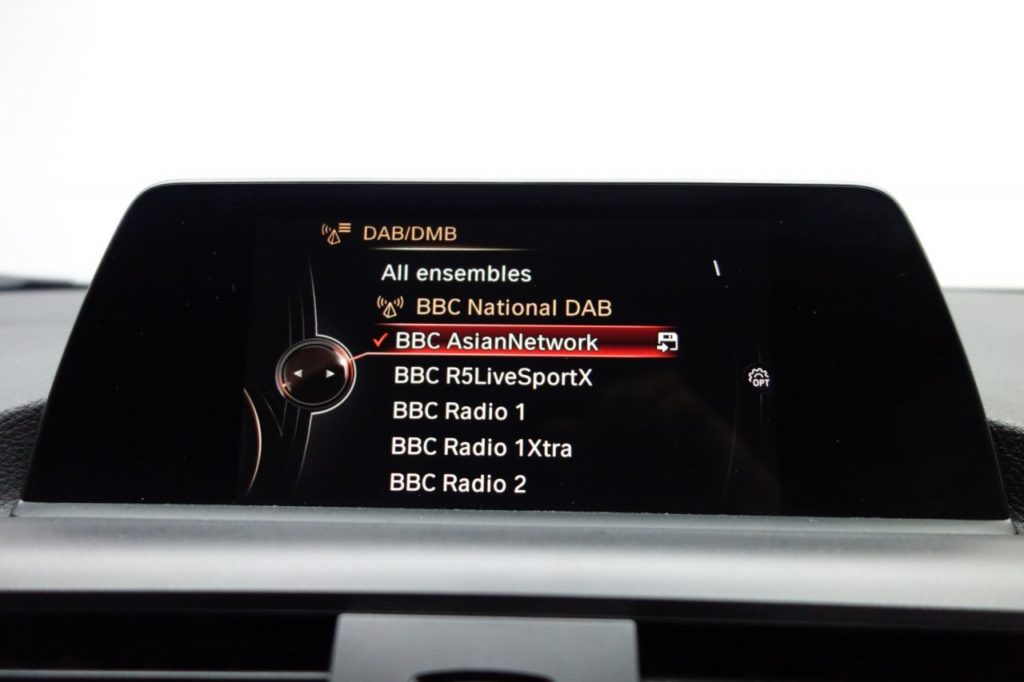 DAB/DMB
All ensembles
BBC National DAB
BBC AsianNetwork
BBC R5LiveSportX
OPT
BBC Radio 1
BBC Radio 1Xtra
BBC Radio 2